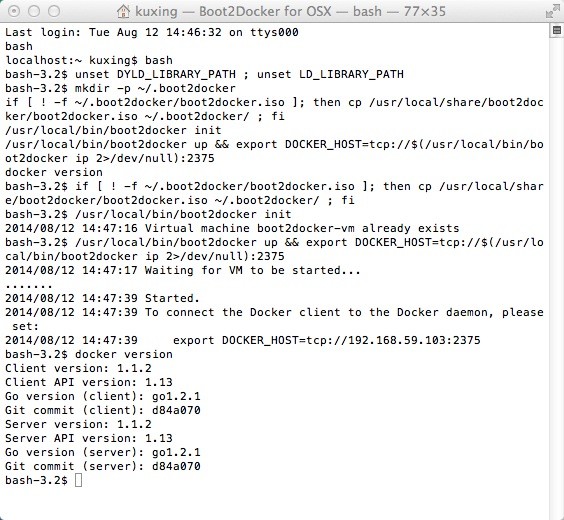 kuxing — Boot2Docker for OSX — bash — 77×35
Last login: Tue Aug 12 14:46:32 on ttys000
bash
localhost:~ kuxing$ bash
bash-3.2$ unset DYLD_LIBRARY_PATH ; unset LD_LIBRARY_PATH
bash-3.2$ mkdir -p ~/.boot2docker
if [ ! -f ~/.boot2docker/boot2docker.iso ]; then cp /usr/local/share/boot2doc
ker/boot2docker.iso ~/.boot2docker/ ; fi
/usr/local/bin/boot2docker init
/usr/local/bin/boot2docker up && export DOCKER_HOST=tcp://$(/usr/local/bin/bo
ot2docker ip 2>/dev/null):2375
docker version
bash-3.2$ if [ ! -f ~/.boot2docker/boot2docker.iso ]; then cp /usr/local/shar
e/boot2docker/boot2docker.iso ~/.boot2docker/ ; fi
bash-3.2$ /usr/local/bin/boot2docker init
2014/08/12 14:47:16 Virtual machine boot2docker-vm already exists
bash-3.2$ /usr/local/bin/boot2docker up && export DOCKER_HOST=tcp://$(/usr/lo
cal/bin/boot2docker ip 2>/dev/null):2375
2014/08/12 14:47:17 Waiting for VM to be started...
.......
2014/08/12 14:47:39 Started.
2014/08/12 14:47:39 To connect the Docker client to the Docker daemon, please
 set:
2014/08/12 14:47:39     export DOCKER_HOST=tcp://192.168.59.103:2375
bash-3.2$ docker version
Client version: 1.1.2
Client API version: 1.13
Go version (client): go1.2.1
Git commit (client): d84a070
Server version: 1.1.2
Server API version: 1.13
Go version (server): go1.2.1
Git commit (server): d84a070
bash-3.2$